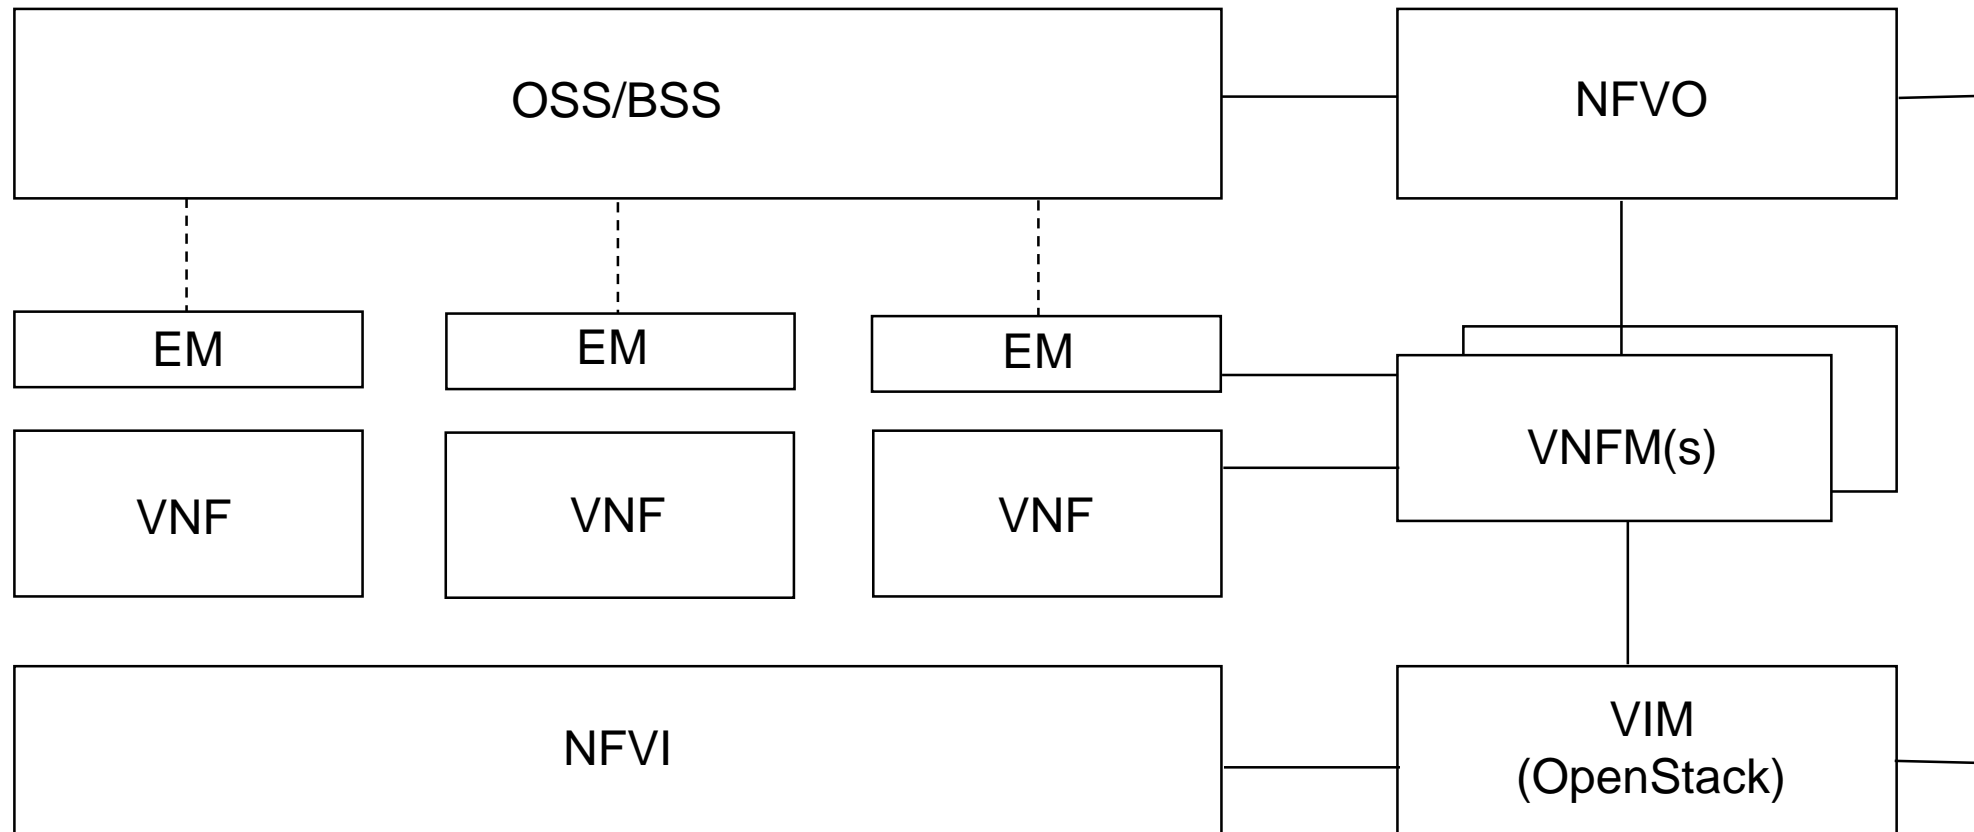 OSS/BSS
NFVO
EM
EM
EM
VNF
VNF
VNF
VNFM(s)
NFVI
VIM
(OpenStack)